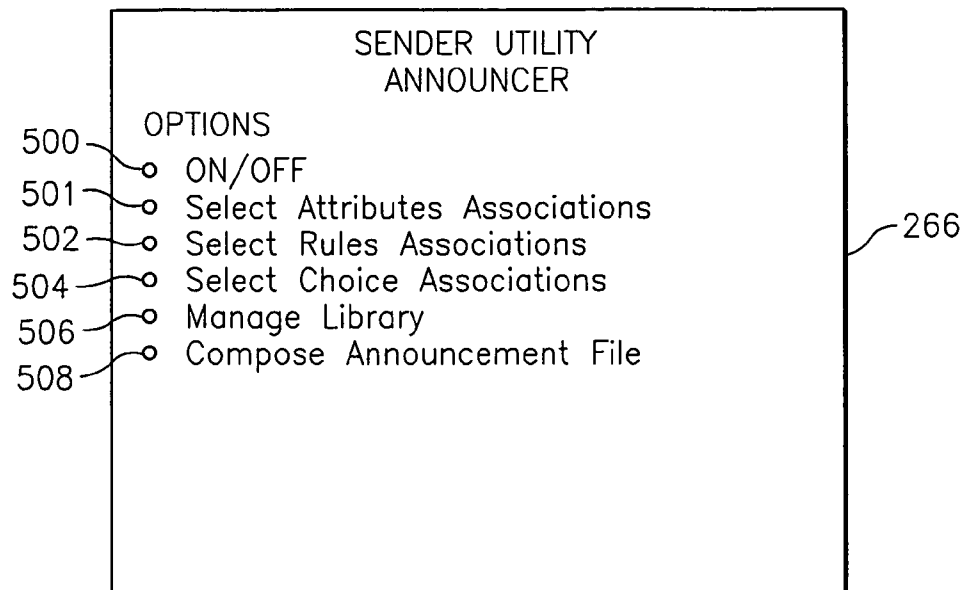 SENDER UTILITY
ANNOUNCER
OPTIONS
500 ON/OFF
501 Select Attributes Associations
502 Select Rules Associations
504 Select Choice Associations
506 Manage Library
508 Compose Announcement File
266